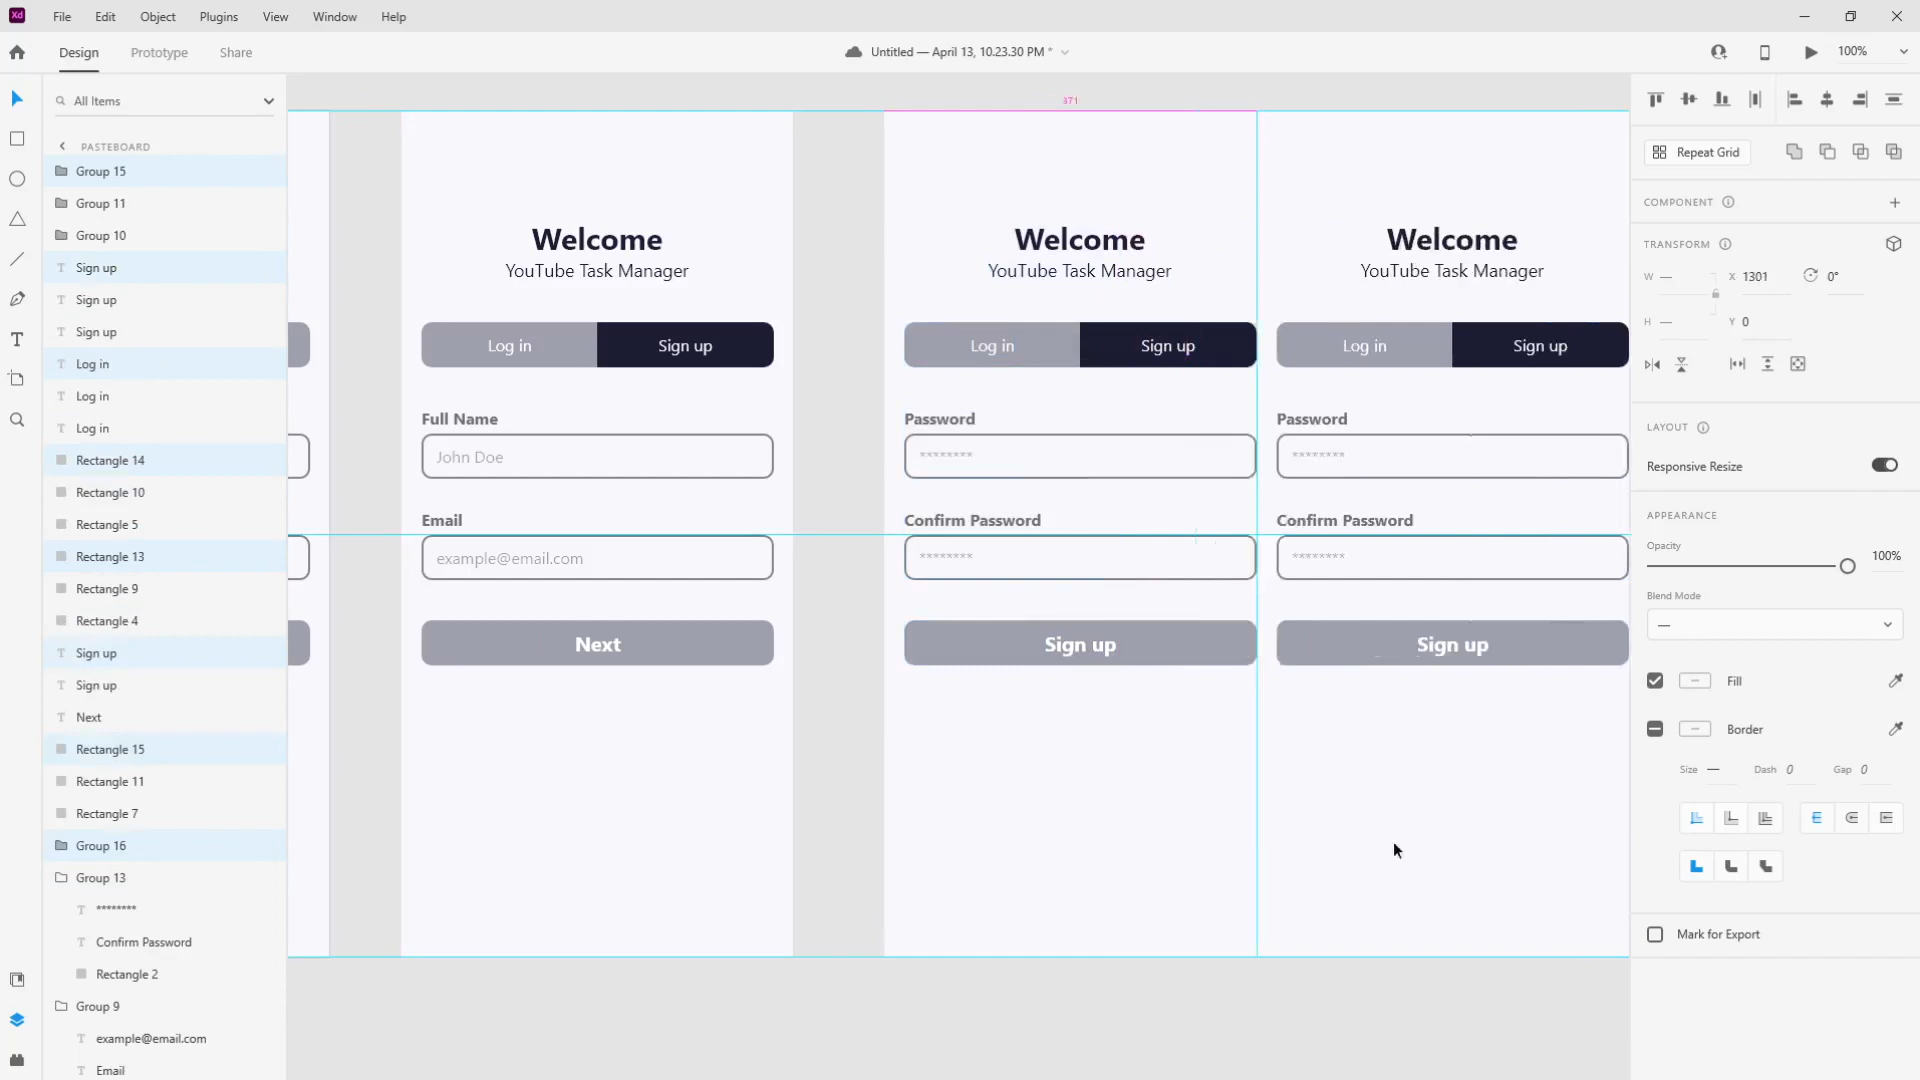 Xd File Edit Object Plugins View Window Help
Design Prototype Share
Untitled — April 13, 10.23.30 PM *
100%
All Items
PASTEBOARD
Group 15
Group 11
Group 10
T Sign up
T Sign up
T Sign up
T Log in
T Log in
T Log in
Rectangle 14
Rectangle 10
Rectangle 5
Rectangle 13
Rectangle 9
Rectangle 4
T Sign up
T Sign up
T Next
Rectangle 15
Rectangle 11
Rectangle 7
Group 16
Group 13
T ********
T Confirm Password
Rectangle 2
Group 9
T example@email.com
T Email
Welcome
YouTube Task Manager
Log in Sign up
Full Name
John Doe
Email
example@email.com
Next
371
Welcome
YouTube Task Manager
Log in Sign up
Password
********
Confirm Password
********
Sign up
Welcome
YouTube Task Manager
Log in Sign up
Password
********
Confirm Password
********
Sign up
Repeat Grid
COMPONENT
TRANSFORM
W — X 1301 0°
H — Y 0
LAYOUT
Responsive Resize
APPEARANCE
Opacity
100%
Blend Mode
—
Fill
Border
Size — Dash 0 Gap 0
Mark for Export